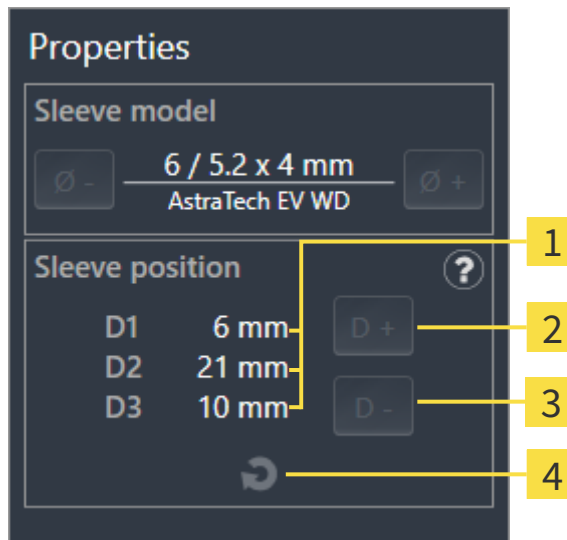 Properties
Sleeve model
Ø - 6 / 5.2 x 4 mm Ø +
AstraTech EV WD
1
Sleeve position ?
D1 6 mm D + 2
D2 21 mm
D3 10 mm D - 3
4